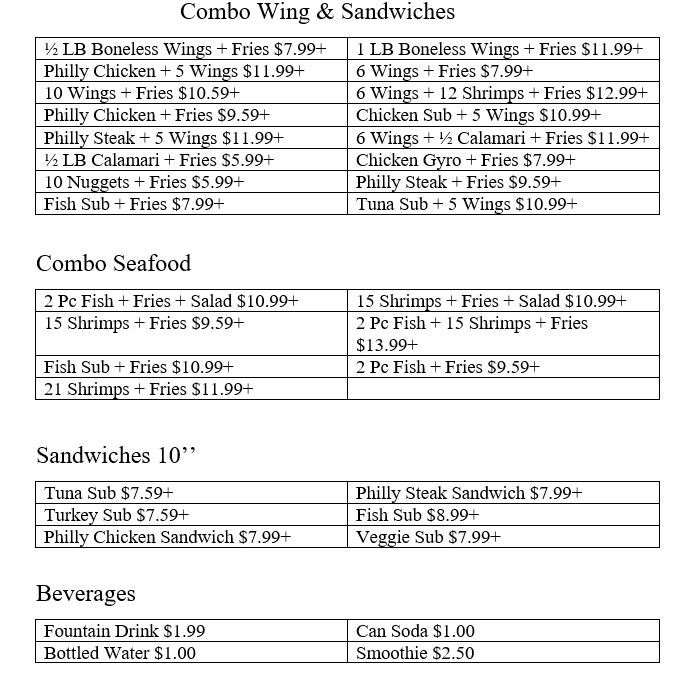 Combo Wing & Sandwiches
½ LB Boneless Wings + Fries $7.99+ 1 LB Boneless Wings + Fries $11.99+
Philly Chicken + 5 Wings $11.99+ 6 Wings + Fries $7.99+
10 Wings + Fries $10.59+ 6 Wings + 12 Shrimps + Fries $12.99+
Philly Chicken + Fries $9.59+ Chicken Sub + 5 Wings $10.99+
Philly Steak + 5 Wings $11.99+ 6 Wings + ½ Calamari + Fries $11.99+
½ LB Calamari + Fries $5.99+ Chicken Gyro + Fries $7.99+
10 Nuggets + Fries $5.99+ Philly Steak + Fries $9.59+
Fish Sub + Fries $7.99+ Tuna Sub + 5 Wings $10.99+
Combo Seafood
2 Pc Fish + Fries + Salad $10.99+ 15 Shrimps + Fries + Salad $10.99+
15 Shrimps + Fries $9.59+ 2 Pc Fish + 15 Shrimps + Fries
$13.99+
Fish Sub + Fries $10.99+ 2 Pc Fish + Fries $9.59+
21 Shrimps + Fries $11.99+
Sandwiches 10’’
Tuna Sub $7.59+ Philly Steak Sandwich $7.99+
Turkey Sub $7.59+ Fish Sub $8.99+
Philly Chicken Sandwich $7.99+ Veggie Sub $7.99+
Beverages
Fountain Drink $1.99 Can Soda $1.00
Bottled Water $1.00 Smoothie $2.50